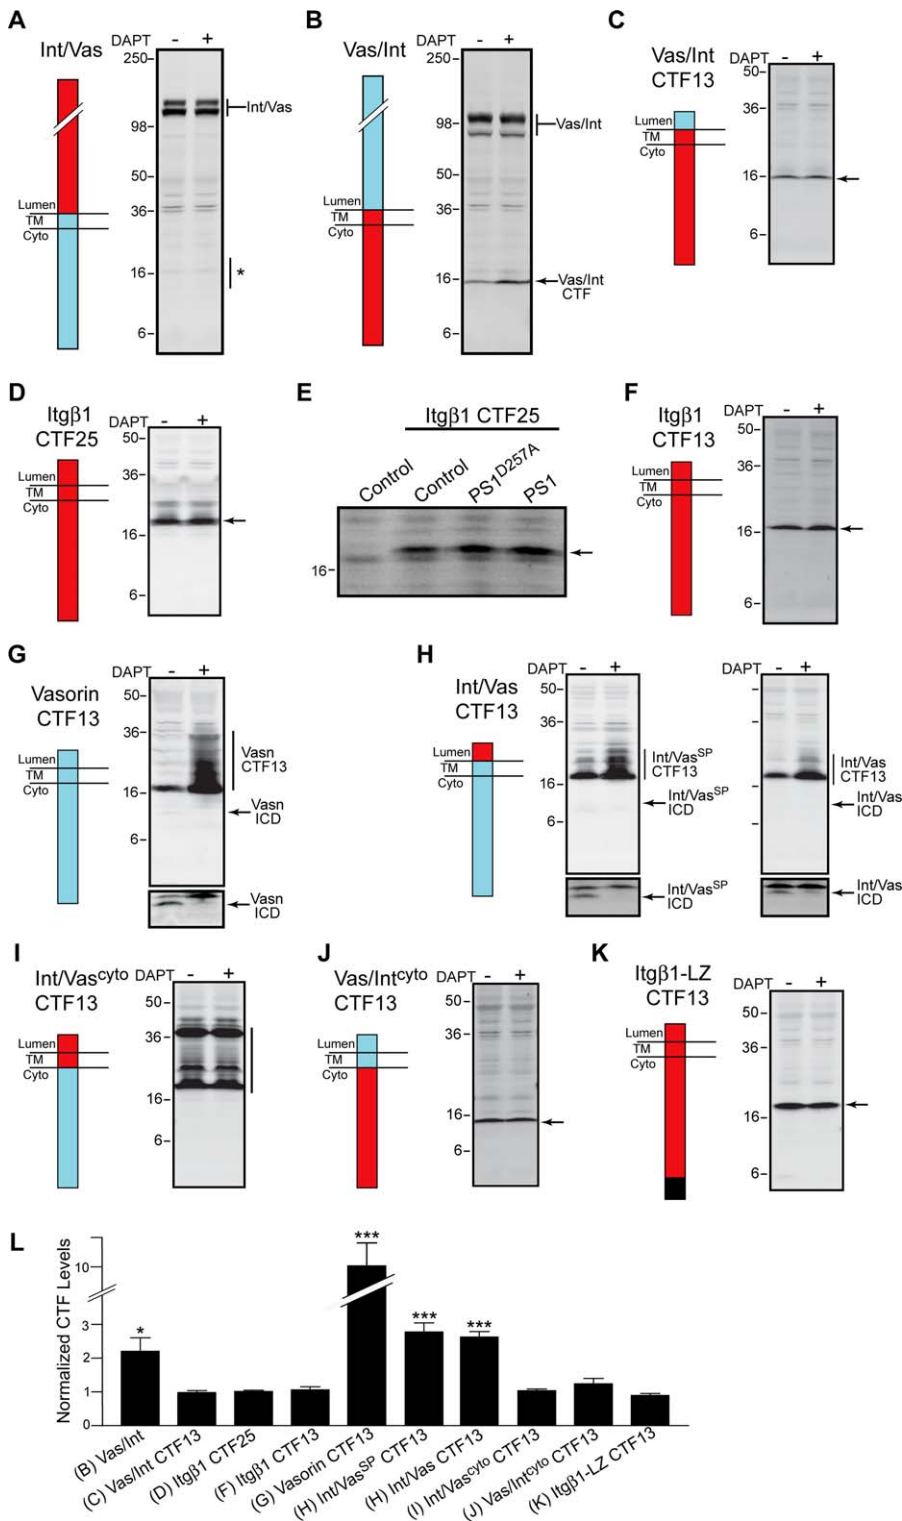 A
Int/Vas
DAPT - +
250
98
50
36
16
6
Int/Vas
*
Lumen
TM
Cyto
B
Vas/Int
DAPT - +
250
98
50
36
16
6
Vas/Int
Vas/Int
CTF
Lumen
TM
Cyto
C
Vas/Int
CTF13
DAPT - +
50
36
16
6
Lumen
TM
Cyto
D
Itgβ1
CTF25
DAPT - +
50
36
16
6
Lumen
TM
Cyto
E
Itgβ1 CTF25
Control
Control
PS1D257A
PS1
16
F
Itgβ1
CTF13
DAPT - +
50
36
16
6
Lumen
TM
Cyto
G
Vasorin
CTF13
DAPT - +
50
36
16
6
Vasn
CTF13
Vasn
ICD
Vasn
ICD
Lumen
TM
Cyto
H
Int/Vas
CTF13
DAPT - +
50
36
16
6
Int/VasSP
CTF13
Int/VasSP
ICD
Int/VasSP
ICD
Lumen
TM
Cyto
DAPT - +
Int/Vas
CTF13
Int/Vas
ICD
Int/Vas
ICD
I
Int/Vascyto
CTF13
DAPT - +
50
36
16
6
Lumen
TM
Cyto
J
Vas/Intcyto
CTF13
DAPT - +
50
36
16
6
Lumen
TM
Cyto
K
Itgβ1-LZ
CTF13
DAPT - +
50
36
16
6
Lumen
TM
Cyto
L
Normalized CTF Levels
10
3
2
1
0
*
***
***
***
(B) Vas/Int
(C) Vas/Int CTF13
(D) Itgβ1 CTF25
(F) Itgβ1 CTF13
(G) Vasorin CTF13
(H) Int/VasSP CTF13
(H) Int/Vas CTF13
(I) Int/Vascyto CTF13
(J) Vas/Intcyto CTF13
(K) Itgβ1-LZ CTF13